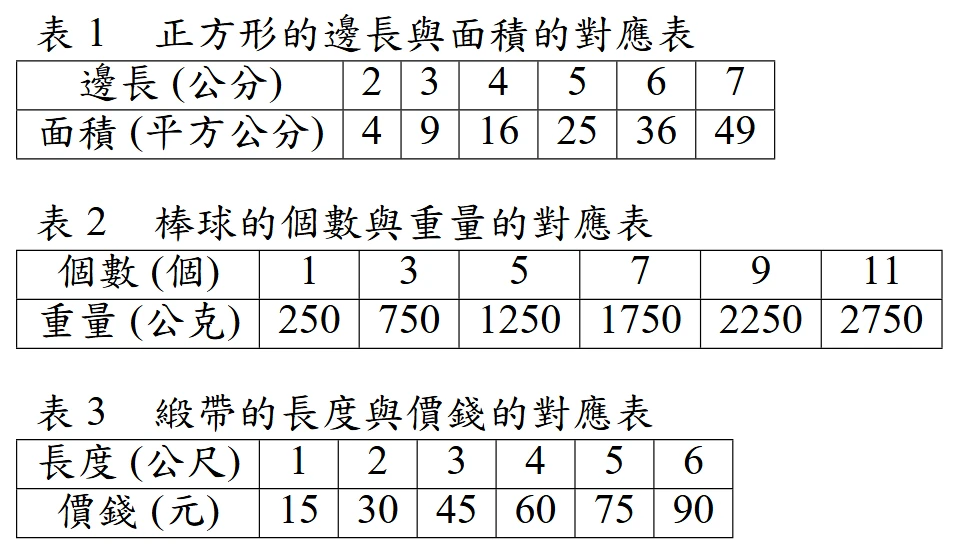 表 1 正方形的邊長與面積的對應表
邊長 (公分) 2 3 4 5 6 7
面積 (平方公分) 4 9 16 25 36 49
表 2 棒球的個數與重量的對應表
個數 (個) 1 3 5 7 9 11
重量 (公克) 250 750 1250 1750 2250 2750
表 3 緞帶的長度與價錢的對應表
長度 (公尺) 1 2 3 4 5 6
價錢 (元) 15 30 45 60 75 90